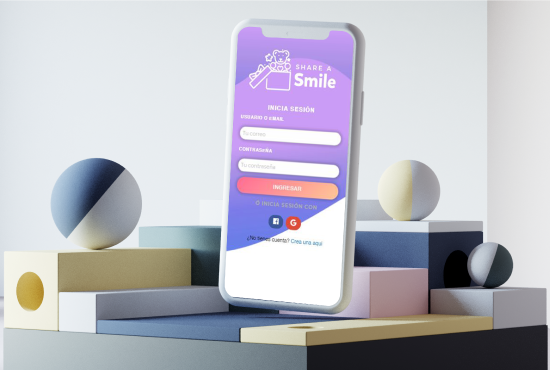 SHARE A
Smile
INICIA SESIÓN
USUARIO O EMAIL
Tu correo
CONTRASEÑA
Tu contraseña
INGRESAR
O INICIA SESIÓN CON
G
¿No tienes cuenta? Crea una aquí